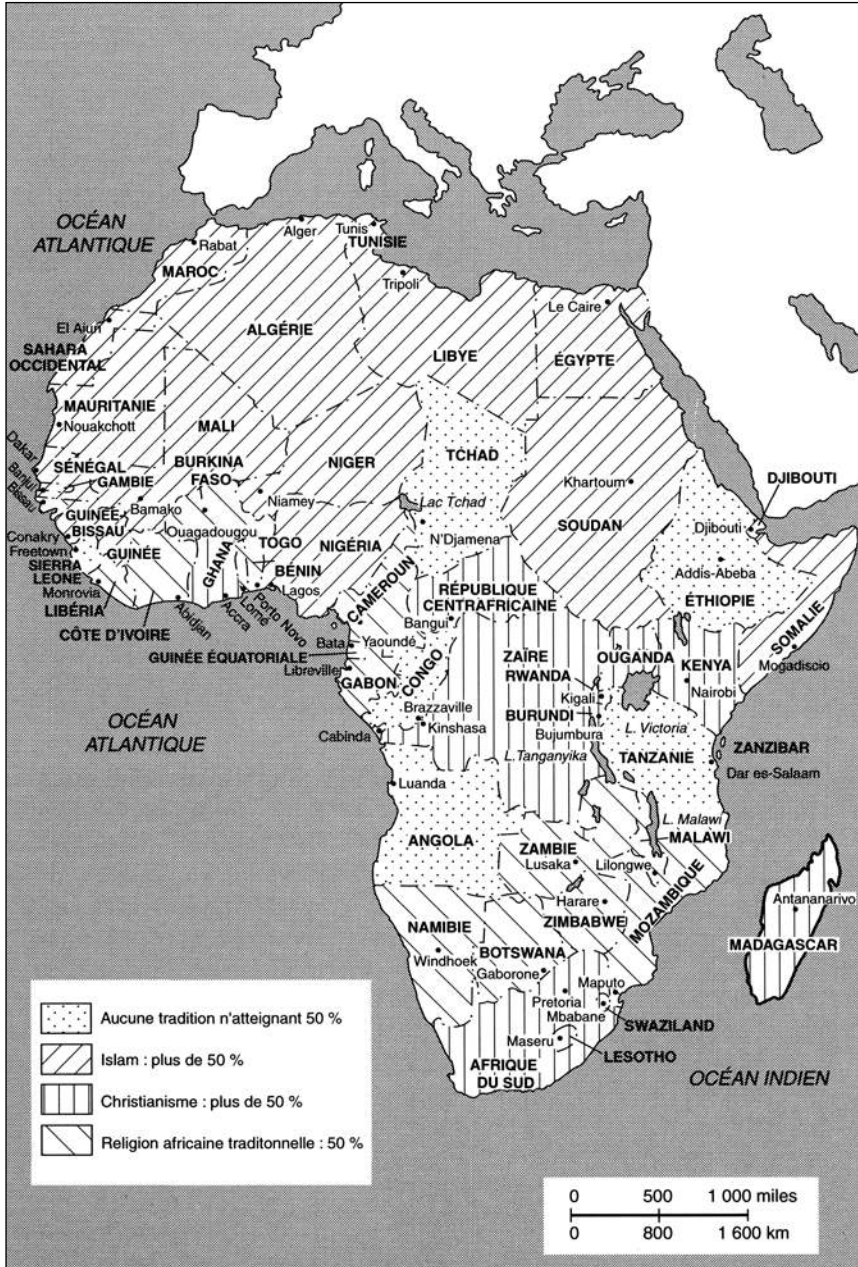 OCÉAN
ATLANTIQUE
Rabat
Alger
Tunis
TUNISIE
MAROC
Tripoli
Le Caire
El Aiun
ALGÉRIE
SAHARA
OCCIDENTAL
LIBYE
ÉGYPTE
MAURITANIE
Nouakchott
MALI
NIGER
TCHAD
Dakar
Banjul
Bissau
SÉNÉGAL
GAMBIE
BURKINA
FASO
Niamey
Lac Tchad
Khartoum
DJIBOUTI
GUINÉE-
BISSAU
Bamako
Ouagadougou
SOUDAN
Djibouti
Conakry
Freetown
GUINÉE
GHANA
TOGO
NIGÉRIA
N'Djamena
SIERRA
LEONE
BÉNIN
Addis-Abeba
Monrovia
Lagos
ÉTHIOPIE
LIBÉRIA
CAMEROUN
RÉPUBLIQUE
CENTRAFRICAINE
CÔTE D'IVOIRE
Abidjan
Accra
Lomé
Porto Novo
Bangui
SOMALIE
Bata
Yaoundé
GUINÉE ÉQUATORIALE
CONGO
ZAÏRE
OUGANDA
KENYA
Mogadiscio
Libreville
GABON
RWANDA
Kigali
Nairobi
Brazzaville
BURUNDI
OCÉAN
ATLANTIQUE
Cabinda
Kinshasa
Bujumbura
L. Victoria
ZANZIBAR
L.Tanganyika
TANZANIE
Dar es-Salaam
Luanda
L. Malawi
ANGOLA
ZAMBIE
MALAWI
Lusaka
Lilongwe
Harare
MOZAMBIQUE
Antananarivo
NAMIBIE
ZIMBABWE
MADAGASCAR
Windhoek
BOTSWANA
Gaborone
Maputo
Pretoria
Mbabane
SWAZILAND
Maseru
LESOTHO
AFRIQUE
DU SUD
OCÉAN INDIEN
Aucune tradition n'atteignant 50 %
Islam : plus de 50 %
Christianisme : plus de 50 %
Religion africaine traditonnelle : 50 %
0 500 1 000 miles
0 800 1 600 km